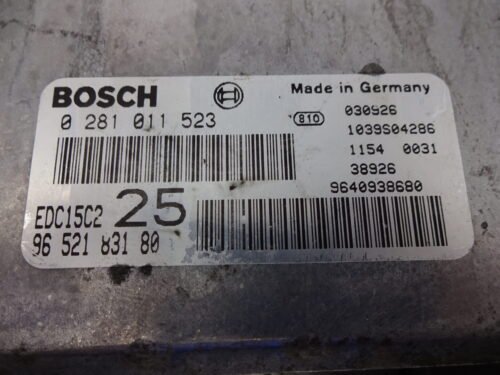 BOSCH
Made in Germany
0 281 011 523
810
030926
1039S04286
1154 0031
38926
9640938680
EDC15C2 25
96 521 831 80